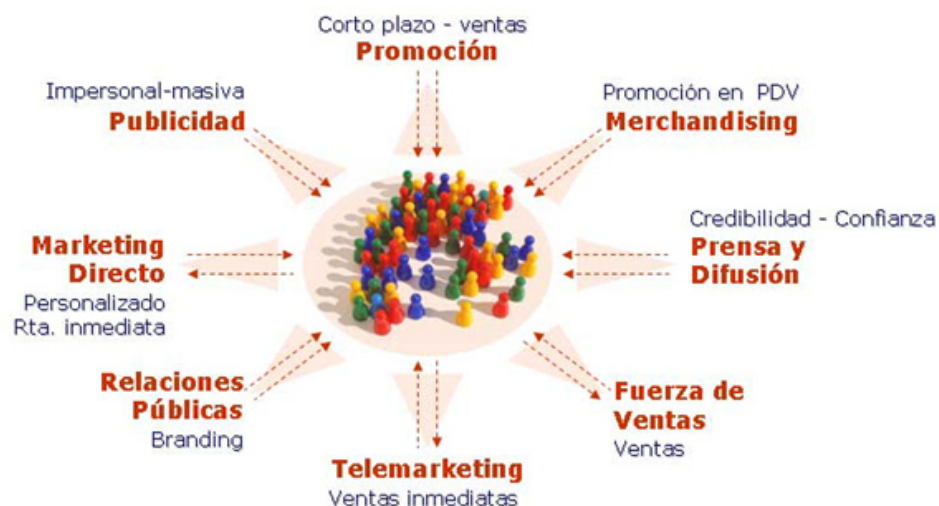 Corto plazo - ventas
Promoción
Impersonal-masiva
Publicidad
Promoción en PDV
Merchandising
Marketing
Directo
Personalizado
Rta. inmediata
Credibilidad - Confianza
Prensa y
Difusión
Relaciones
Públicas
Branding
Fuerza de
Ventas
Ventas
Telemarketing
Ventas inmediatas